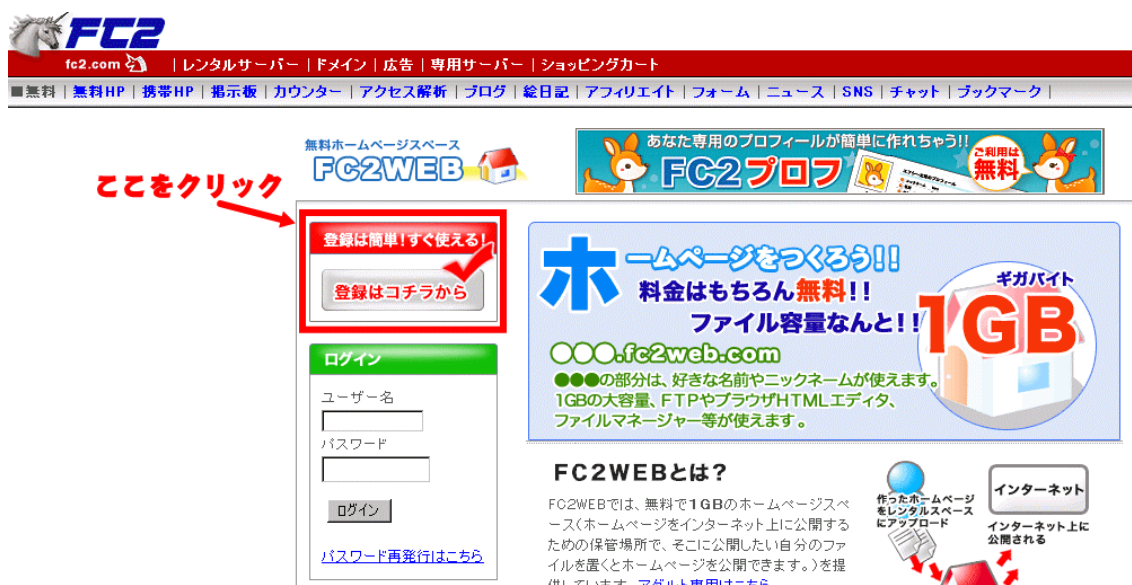 FC2
fc2.com | レンタルサーバー | ドメイン | 広告 | 専用サーバー | ショッピングカート
■無料 | 無料HP | 携帯HP | 掲示板 | カウンター | アクセス解析 | ブログ | 絵日記 | アフィリエイト | フォーム | ニュース | SNS | チャット | ブックマーク |
無料ホームページスペース
FC2WEB
あなた専用のプロフィールが簡単に作れちゃう!!
FC2プロフ
ご利用は
無料
ここをクリック
登録は簡単!すぐ使える!
登録はコチラから
ホームページをつくろう!!
料金はもちろん無料!!
ファイル容量なんと!!
ギガバイト
1GB
○○○.fc2web.com
●●●の部分は、好きな名前やニックネームが使えます。
1GBの大容量、FTPやブラウザHTMLエディタ、
ファイルマネージャー等が使えます。
ログイン
ユーザー名
パスワード
ログイン
パスワード再発行はこちら
FC2WEBとは?
FC2WEBでは、無料で1GBのホームページスペ
ース(ホームページをインターネット上に公開する
ための保管場所で、そこに公開したい自分のファ
イルを置くとホームページを公開できます。)を提
供しています。アダルト専用はこちら
作ったホームページ
をレンタルスペース
にアップロード
インターネット
インターネット上に
公開される